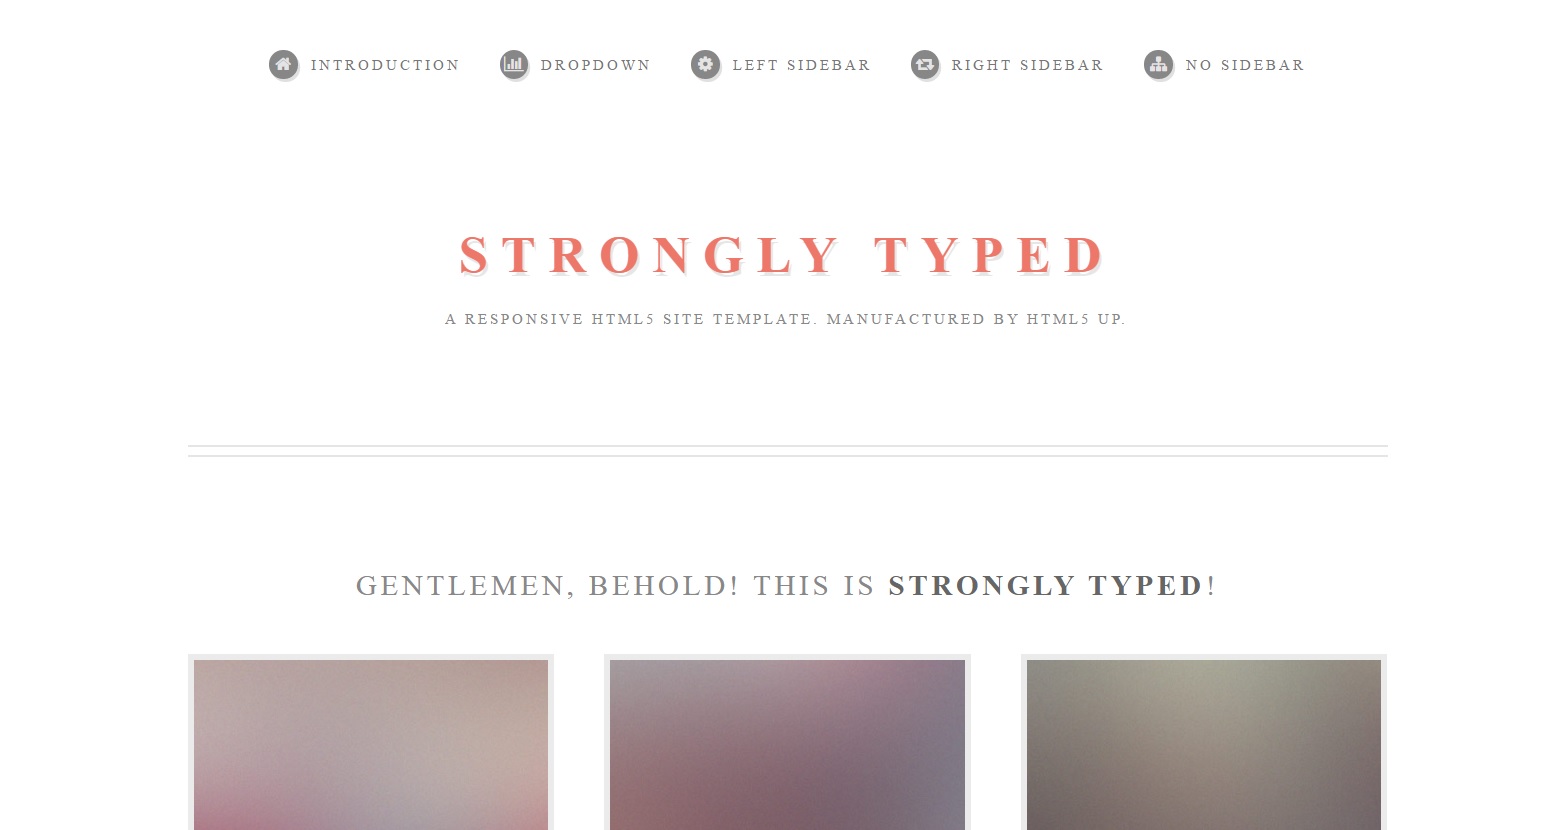 INTRODUCTION DROPDOWN LEFT SIDEBAR RIGHT SIDEBAR NO SIDEBAR
STRONGLY TYPED
A RESPONSIVE HTML5 SITE TEMPLATE. MANUFACTURED BY HTML5 UP.
GENTLEMEN, BEHOLD! THIS IS STRONGLY TYPED!